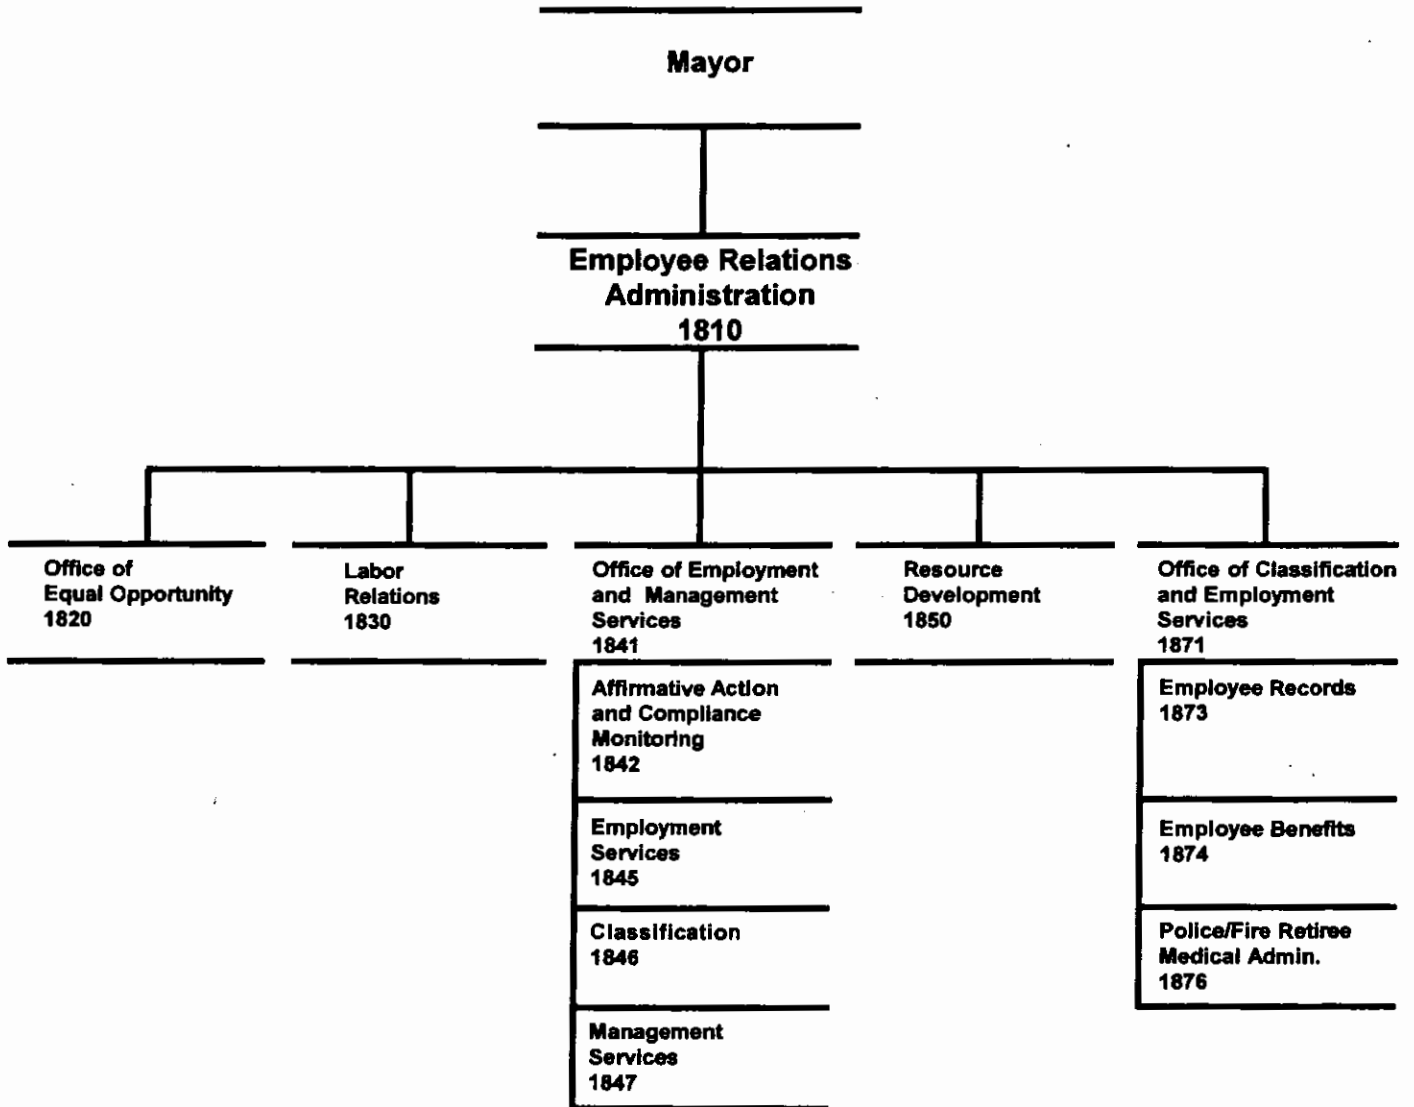 Mayor
Employee Relations
Administration
1810
Office of
Equal Opportunity
1820
Labor
Relations
1830
Office of Employment
and Management
Services
1841
Affirmative Action
and Compliance
Monitoring
1842
Employment
Services
1845
Classification
1846
Management
Services
1847
Resource
Development
1850
Office of Classification
and Employment
Services
1871
Employee Records
1873
Employee Benefits
1874
Police/Fire Retiree
Medical Admin.
1876